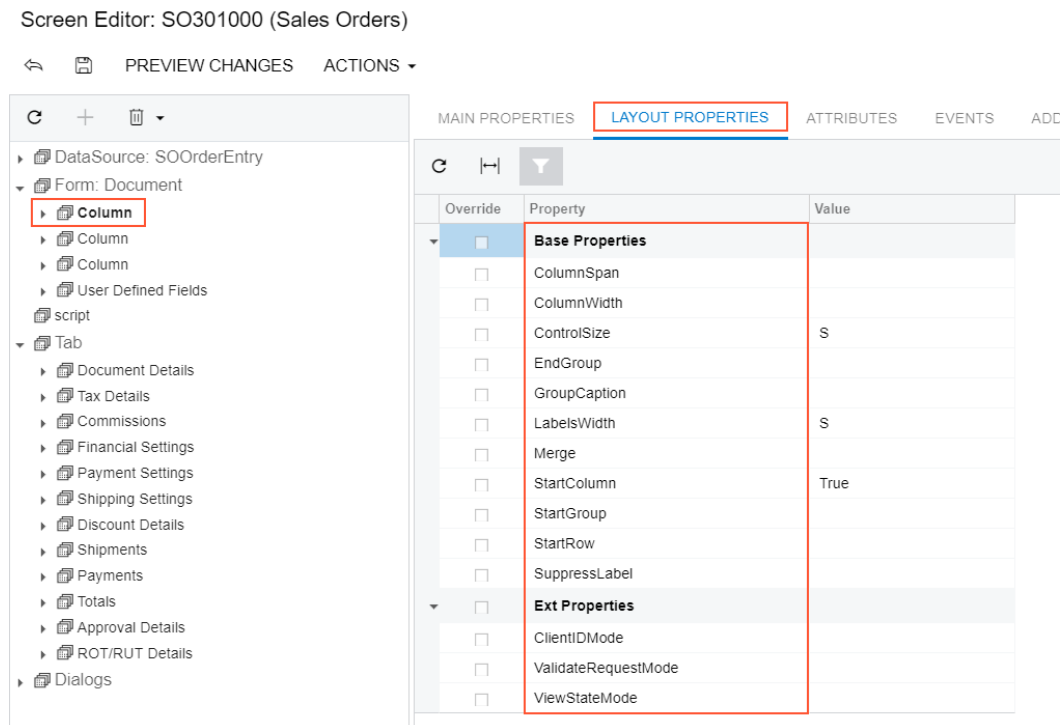 Screen Editor: SO301000 (Sales Orders)
PREVIEW CHANGES ACTIONS
DataSource: SOOrderEntry
Form: Document
Column
Column
Column
User Defined Fields
script
Tab
Document Details
Tax Details
Commissions
Financial Settings
Payment Settings
Shipping Settings
Discount Details
Shipments
Payments
Totals
Approval Details
ROT/RUT Details
Dialogs
MAIN PROPERTIES LAYOUT PROPERTIES ATTRIBUTES EVENTS ADD
Override Property Value
Base Properties
ColumnSpan
ColumnWidth
ControlSize S
EndGroup
GroupCaption
LabelsWidth S
Merge
StartColumn True
StartGroup
StartRow
SuppressLabel
Ext Properties
ClientIDMode
ValidateRequestMode
ViewStateMode